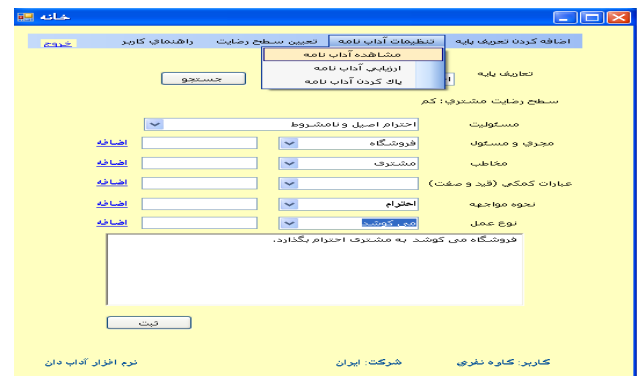 خانه
اضافه کردن تعریف پایه تنظیمات آداب نامه تعیین سطح رضایت راهنمای کاربر خروج
مشاهده آداب نامه
ارزیابی آداب نامه
پاک کردن آداب نامه
تعاریف پایه جستجو
سطح رضایت مشتری: کم
مسئولیت احترام اصیل و نامشروط
مجری و مسئول فروشگاه اضافه
مخاطب مشتری اضافه
عبارات کمکی (قید و صفت) اضافه
نحوه مواجهه احترام اضافه
نوع عمل می کوشد اضافه
فروشگاه می کوشد به مشتری احترام بگذارد.
ثبت
کاربر: کاوه نفری شرکت: ایران نرم افزار آداب دان